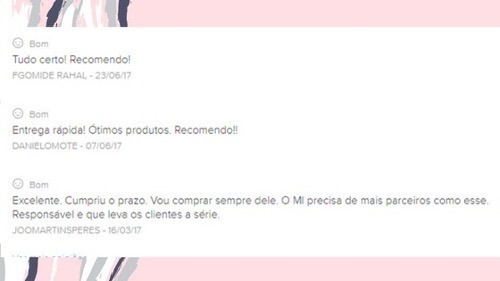 Bom
Tudo certo! Recomendo!
FGOMIDE RAHAL - 23/06/17
Bom
Entrega rápida! Ótimos produtos. Recomendo!!
DANIELOMOTE - 07/06/17
Bom
Excelente. Cumpriu o prazo. Vou comprar sempre dele. O Ml precisa de mais parceiros como esse.
Responsável e que leva os clientes a série.
JOOMARTINSPERES - 16/03/17